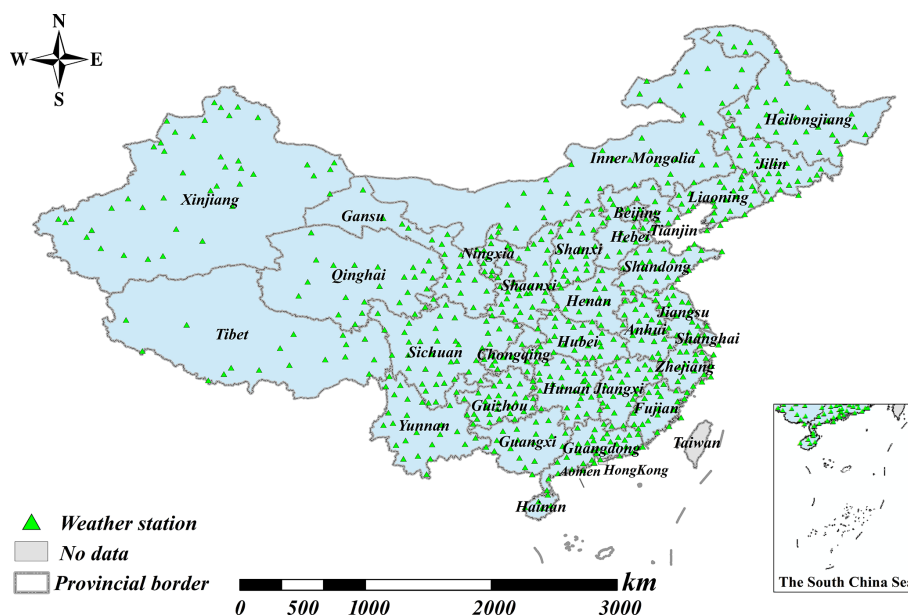 N
W E
S
Heilongjiang
Inner Mongolia
Jilin
Xinjiang
Liaoning
Gansu
Beijing
Tianjin
Hebei
Ningxia
Shanxi
Qinghai
Shandong
Shaanxi
Henan
Jiangsu
Tibet
Anhui
Shanghai
Sichuan
Chongqing
Hubei
Zhejiang
Hunan
Jiangxi
Guizhou
Fujian
Yunnan
Guangxi
Guangdong
Taiwan
Aomen
HongKong
Hainan
Weather station
No data
Provincial border
km
0 500 1000 2000 3000
The South China Sea